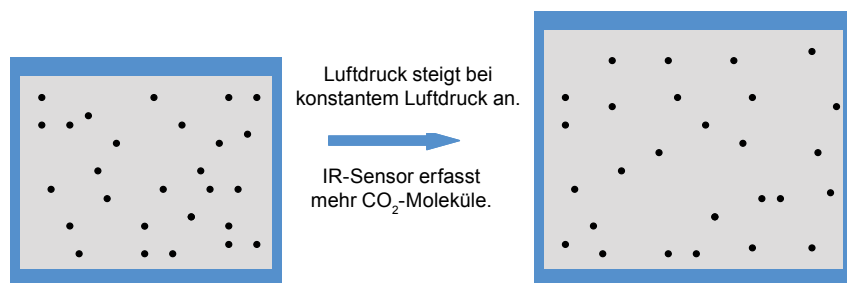 Luftdruck steigt bei
konstantem Luftdruck an.
IR-Sensor erfasst
mehr CO₂-Moleküle.